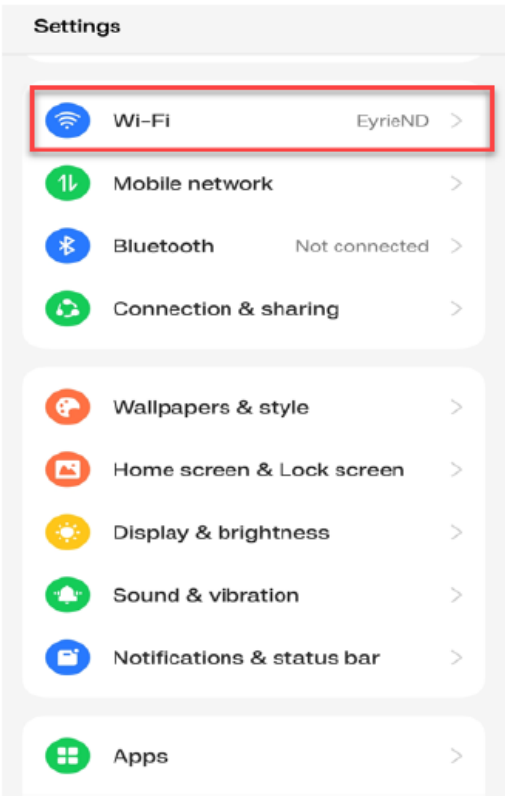 Settings
Wi-Fi EyrieND
Mobile network
Bluetooth Not connected
Connection & sharing
Wallpapers & style
Home screen & Lock screen
Display & brightness
Sound & vibration
Notifications & status bar
Apps